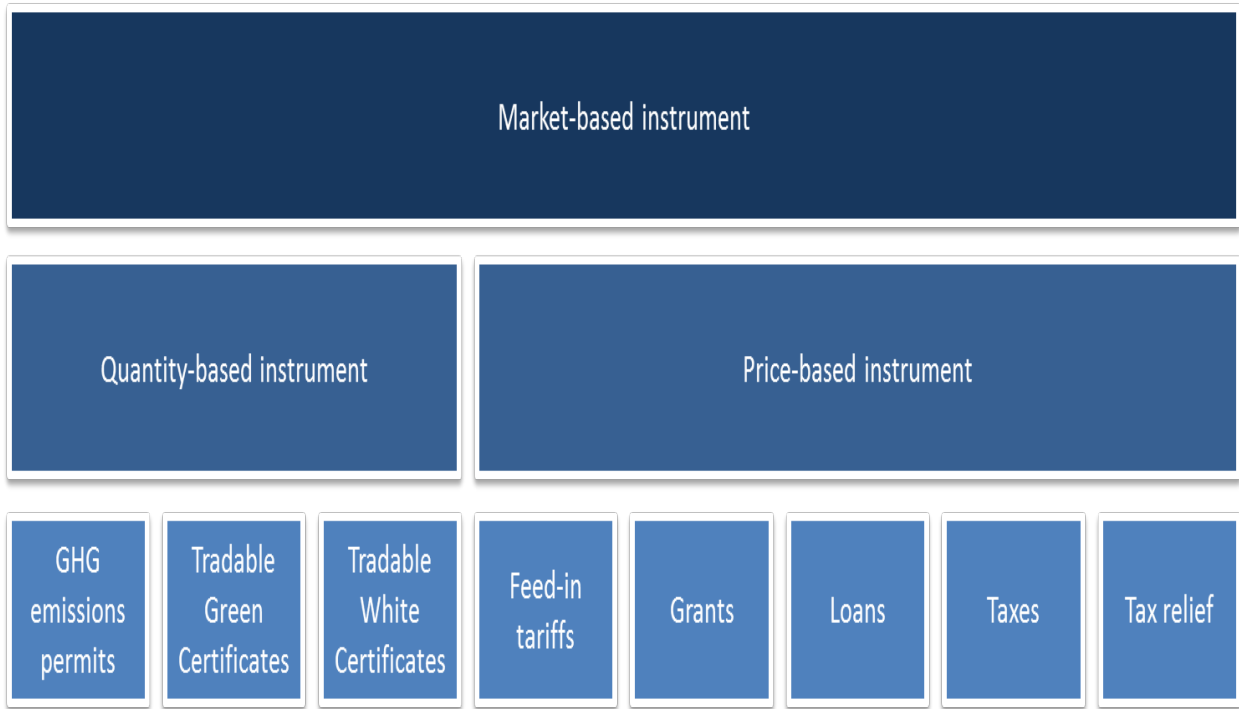 Market-based instrument
Quantity-based instrument
Price-based instrument
GHG
emissions
permits
Tradable
Green
Certificates
Tradable
White
Certificates
Feed-in
tariffs
Grants
Loans
Taxes
Tax relief